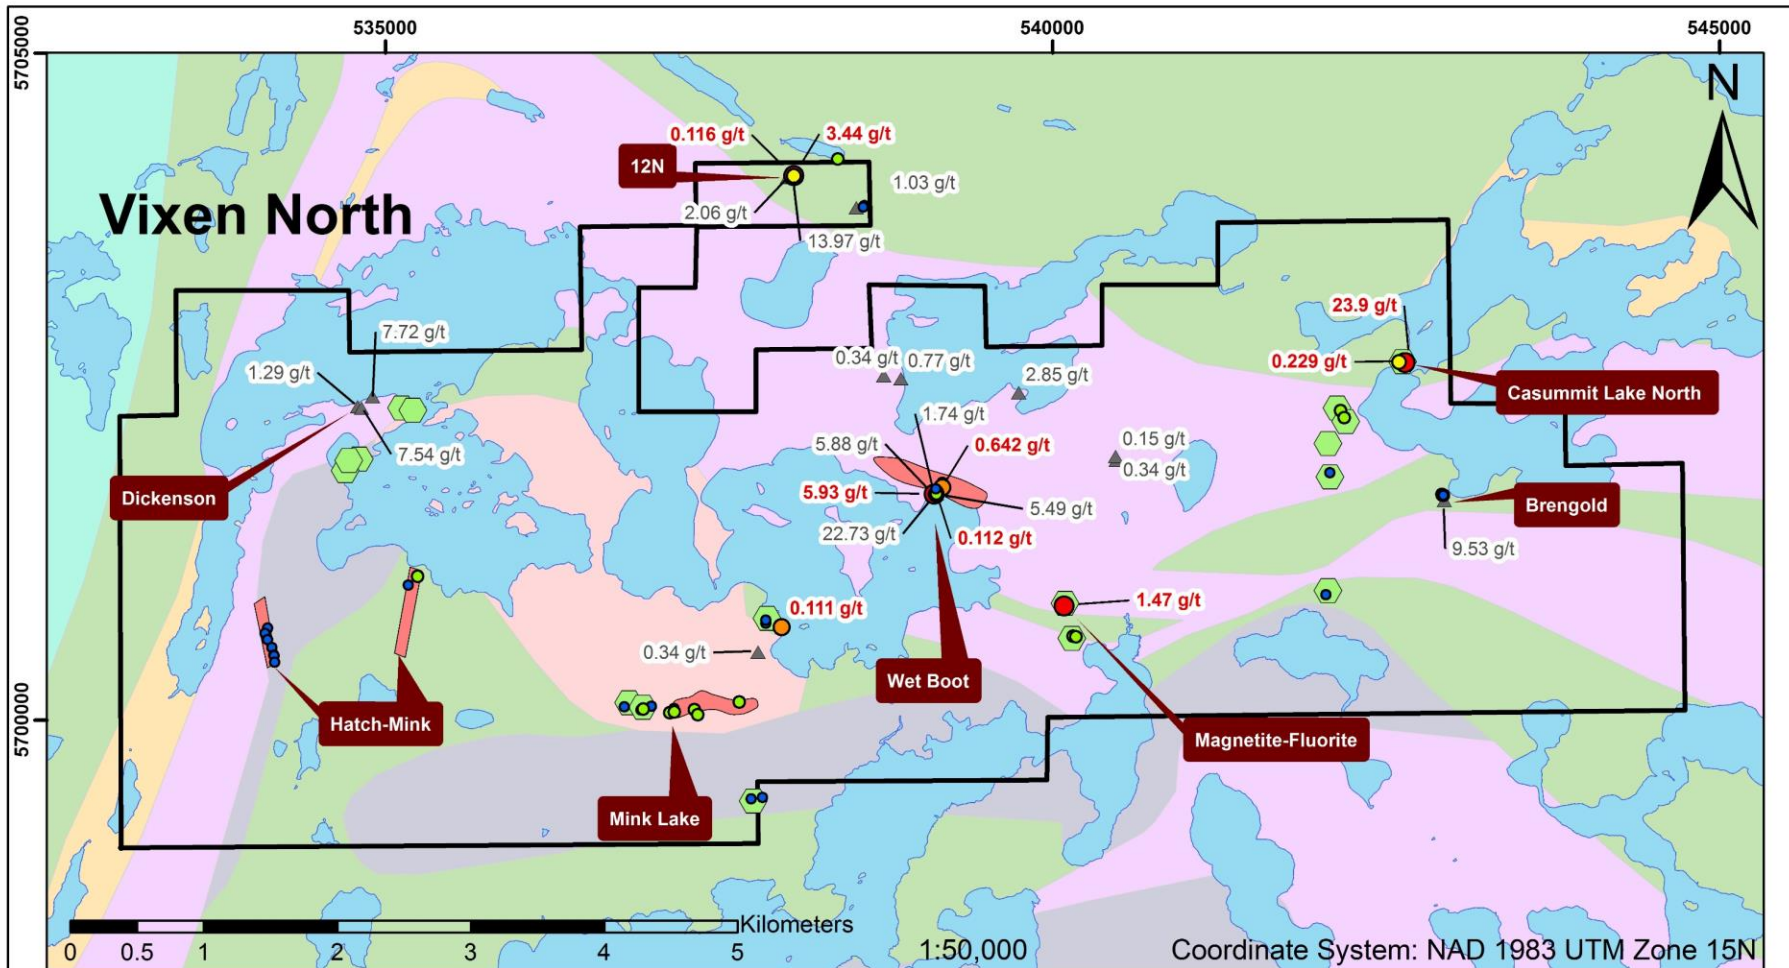 535000
540000
545000
5705000
N
0.116 g/t
3.44 g/t
12N
1.03 g/t
Vixen North
2.06 g/t
13.97 g/t
23.9 g/t
7.72 g/t
0.34 g/t
0.77 g/t
0.229 g/t
1.29 g/t
2.85 g/t
Casummit Lake North
1.74 g/t
5.88 g/t
0.642 g/t
0.15 g/t
7.54 g/t
0.34 g/t
Dickenson
5.93 g/t
5.49 g/t
Brengold
22.73 g/t
0.112 g/t
9.53 g/t
0.111 g/t
1.47 g/t
0.34 g/t
Wet Boot
5700000
Hatch-Mink
Magnetite-Fluorite
Mink Lake
Kilometers
0 0.5 1 2 3 4 5
1:50,000
Coordinate System: NAD 1983 UTM Zone 15N